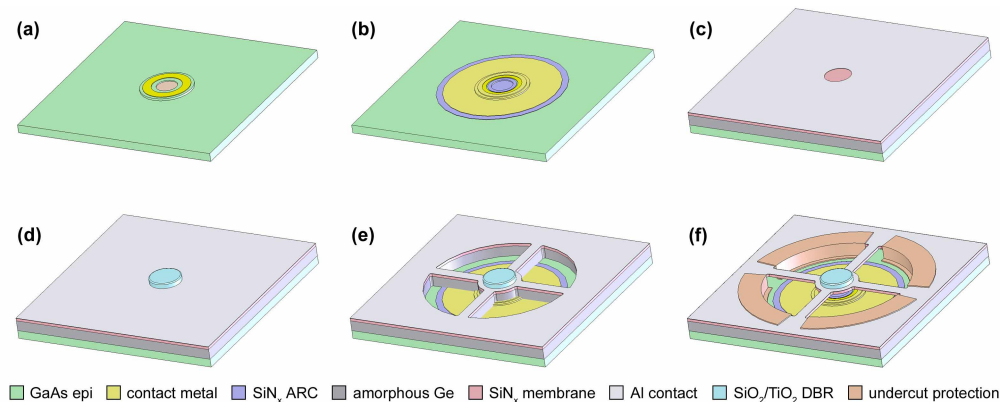 (a) (b) (c)
(d) (e) (f)
GaAs epi contact metal SiNₓ ARC amorphous Ge SiNₓ membrane Al contact SiO₂/TiO₂ DBR undercut protection